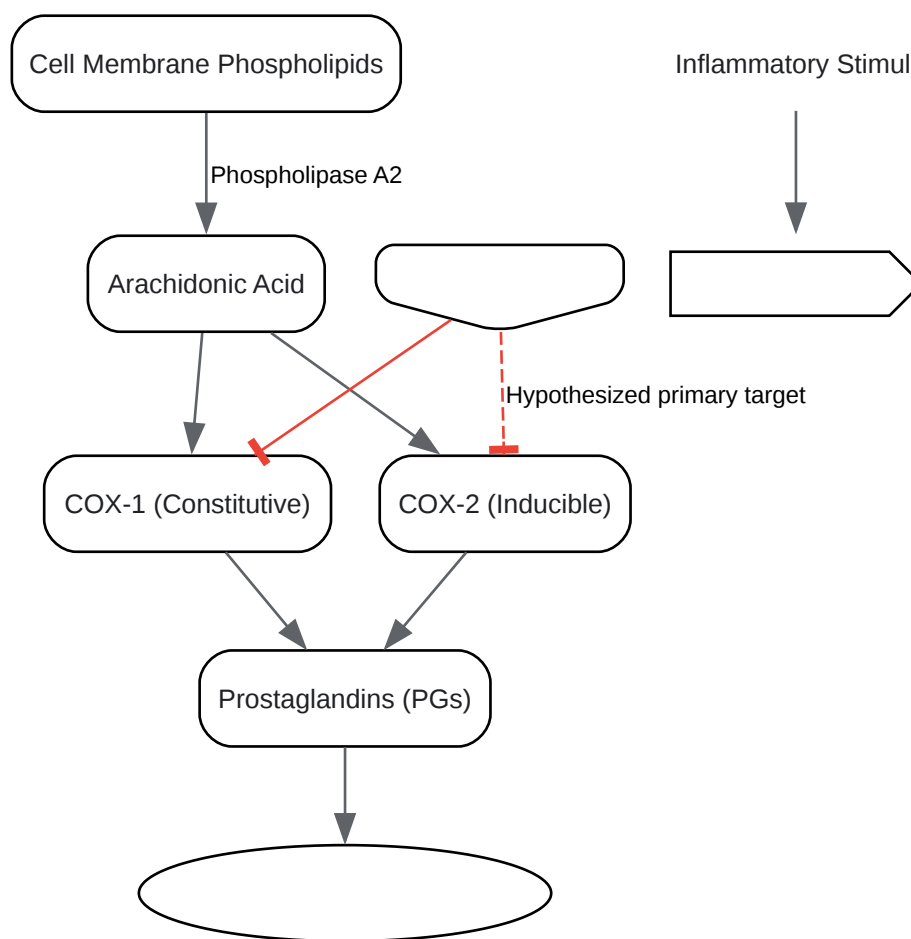 Cell Membrane Phospholipids
Inflammatory Stimul
Phospholipase A2
Arachidonic Acid
Hypothesized primary target
COX-1 (Constitutive)
COX-2 (Inducible)
Prostaglandins (PGs)